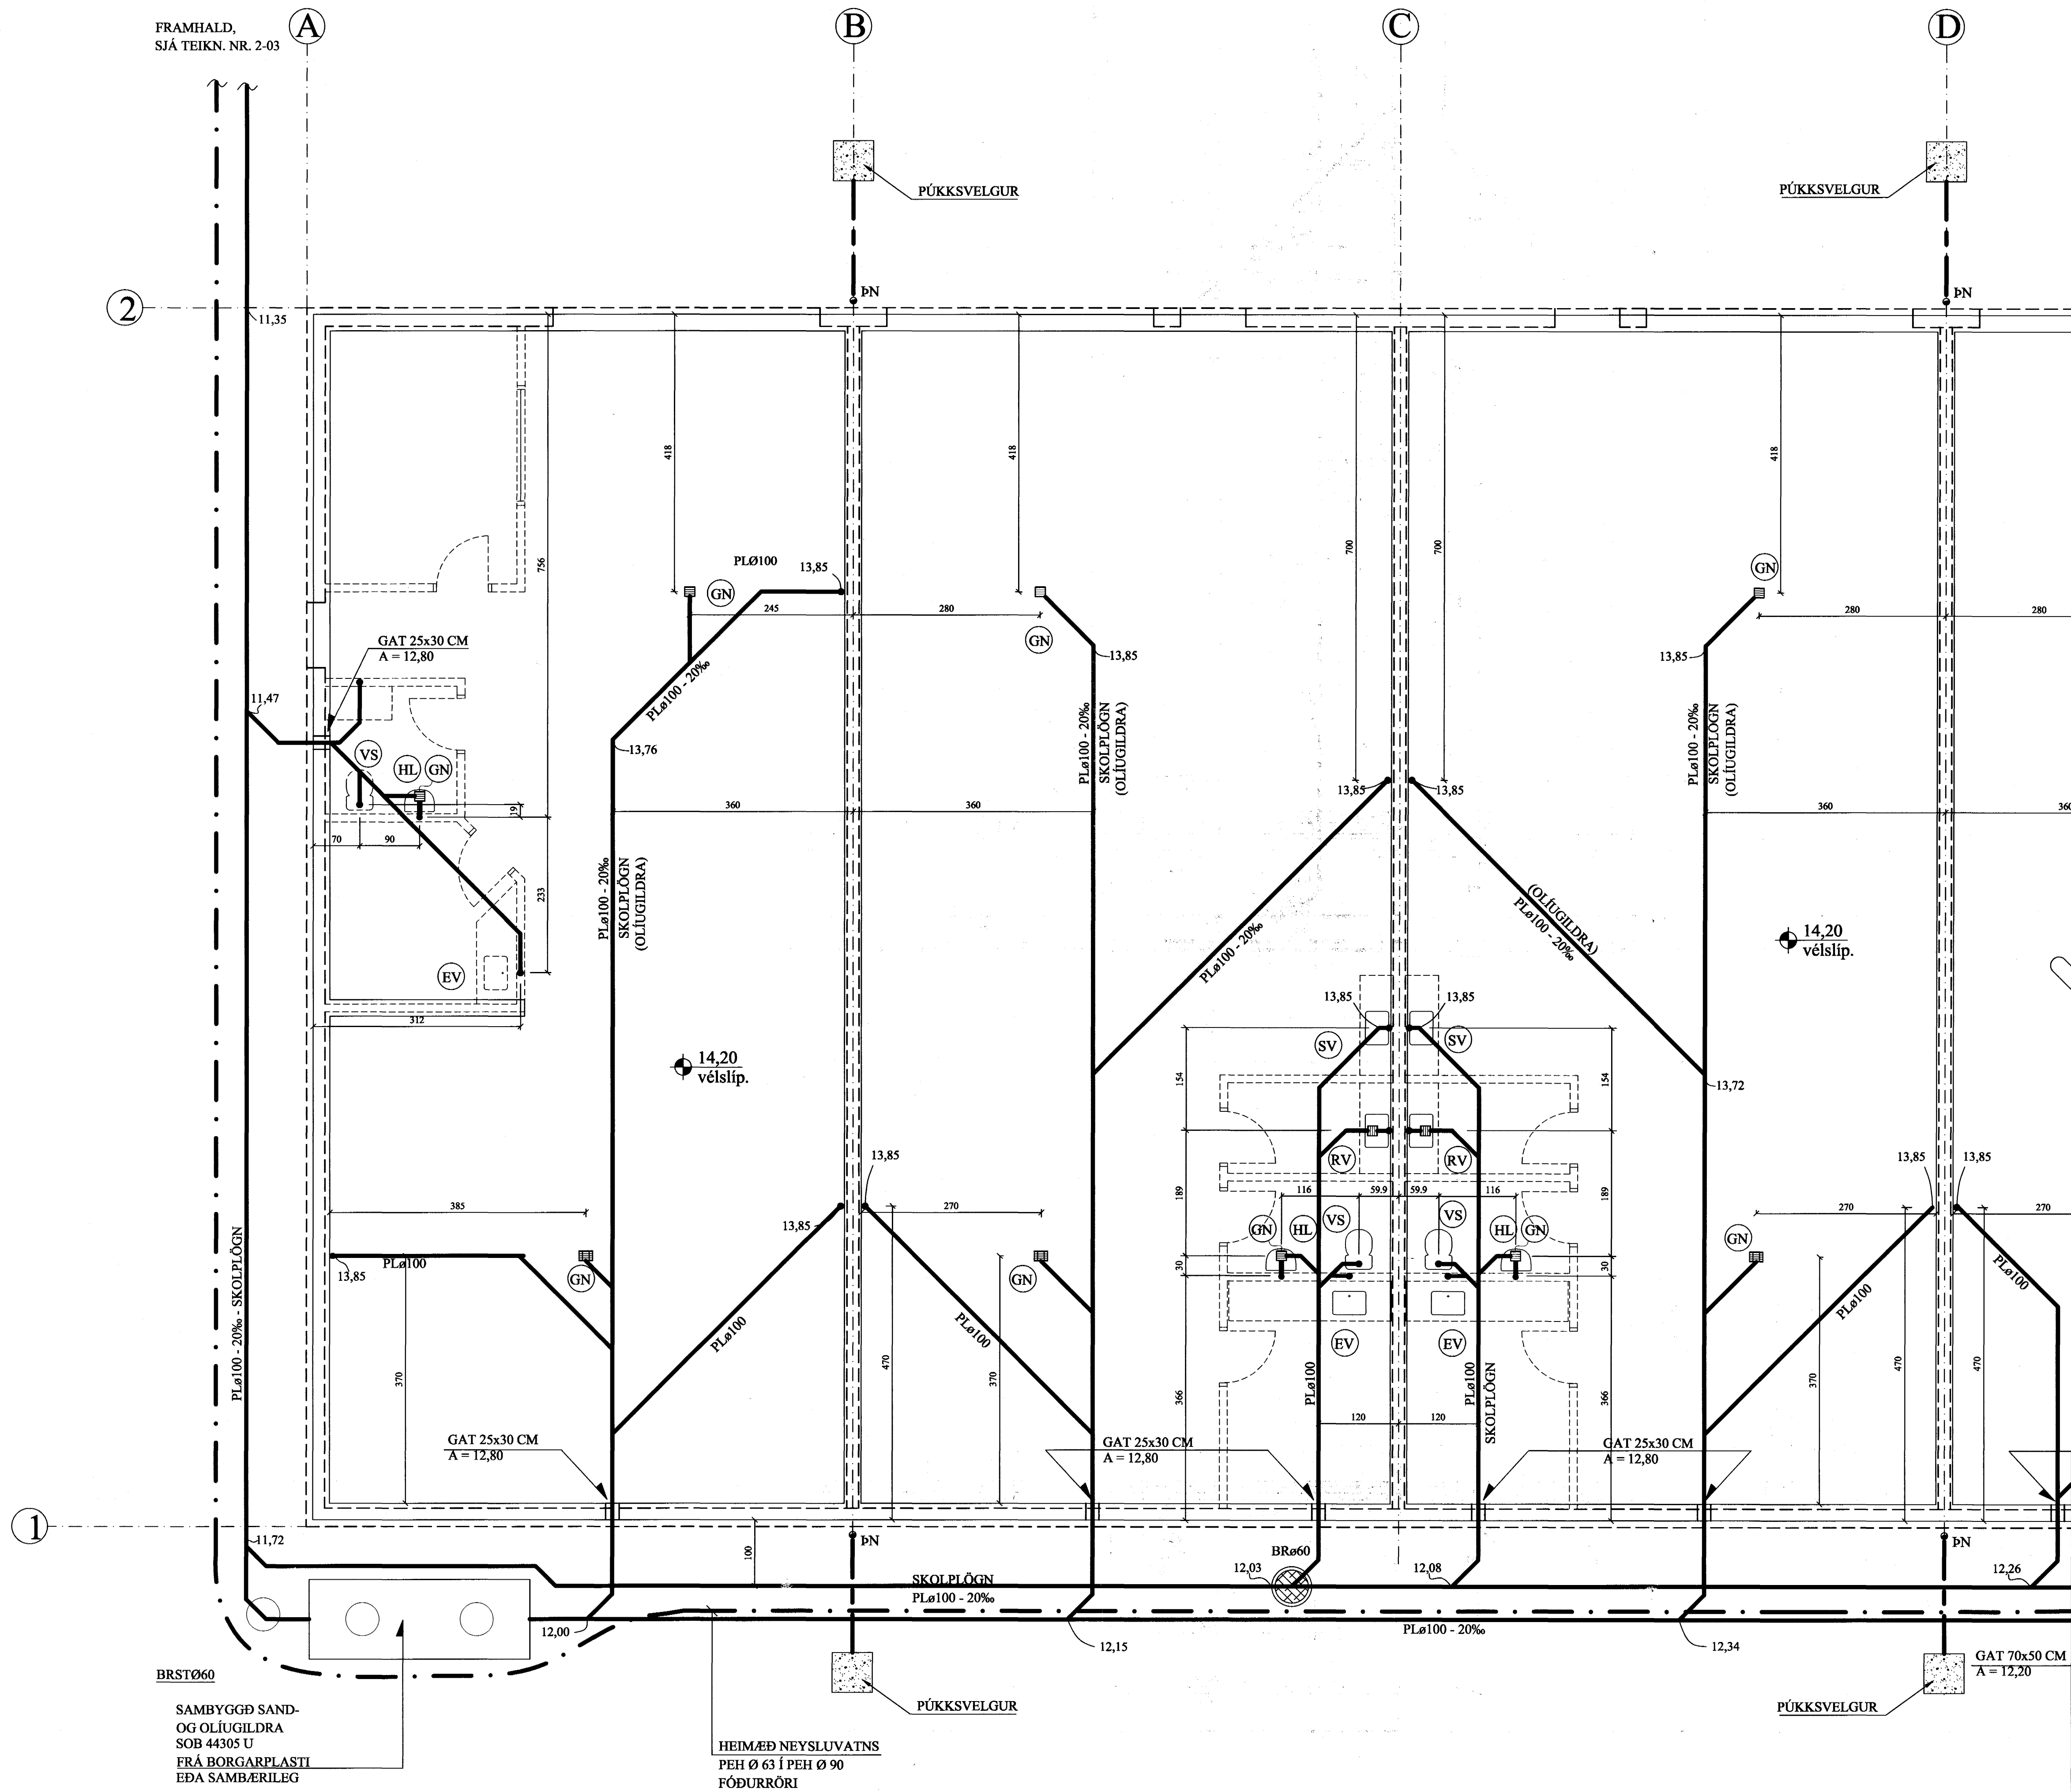 FRAMHALD,
SJÁ TEIKN. NR. 2-03
A
B
C
D
PÚKKSVELGUR
PÚKKSVELGUR
ÞN
ÞN
2
11,35
418
418
700
700
418
756
PLØ100
13,85
GN
245
280
GN
GN
280
280
GAT 25x30 CM
A = 12,80
PLø100 - 20‰
13,85
13,85
11,47
13,76
PLø100 - 20‰
SKOLPLÖGN
(OLÍUGILDRA)
PLø100 - 20‰
SKOLPLÖGN
(OLÍUGILDRA)
VS
HL
GN
13,85
13,85
19
360
360
360
360
70
90
233
PLø100 - 20‰
SKOLPLÖGN
(OLÍUGILDRA)
PLø100 - 20‰
(OLÍUGILDRA)
PLø100 - 20‰
14,20
vélslíp.
EV
312
13,85
13,85
SV
SV
14,20
vélslíp.
154
154
13,72
13,85
RV
RV
13,85
13,85
385
13,85
270
189
116
59.9
59.9
116
189
270
270
GN
HL
VS
VS
HL
GN
GN
PLø100
13,85
GN
GN
30
30
PLø100
PLø100
PLø100
PLø100
EV
EV
PLø100 - 20‰ - SKOLPLÖGN
370
470
370
366
PLø100
PLø100
SKOLPLÖGN
366
370
470
470
120
120
GAT 25x30 CM
A = 12,80
GAT 25x30 CM
A = 12,80
GAT 25x30 CM
A = 12,80
1
11,72
100
ÞN
BRø60
ÞN
12,03
12,08
12,26
SKOLPLÖGN
PLø100 - 20‰
12,00
12,15
PLø100 - 20‰
12,34
GAT 70x50 CM
A = 12,20
BRSTØ60
PÚKKSVELGUR
PÚKKSVELGUR
SAMBYGGÐ SAND-
OG OLÍUGILDRA
SOB 44305 U
FRÁ BORGARPLASTI
EÐA SAMBÆRILEG
HEIMÆÐ NEYSLUVATNS
PEH Ø 63 Í PEH Ø 90
FÓÐURRÖRI